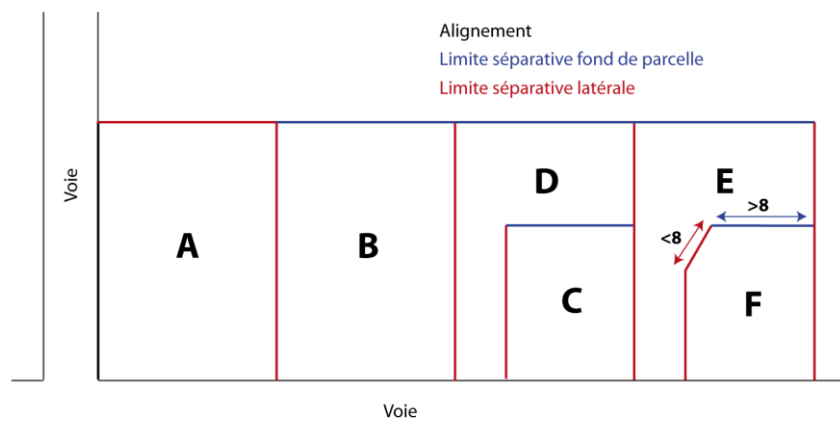 Alignement
Limite séparative fond de parcelle
Limite séparative latérale
Voie
D
E
>8
<8
A
B
C
F
Voie